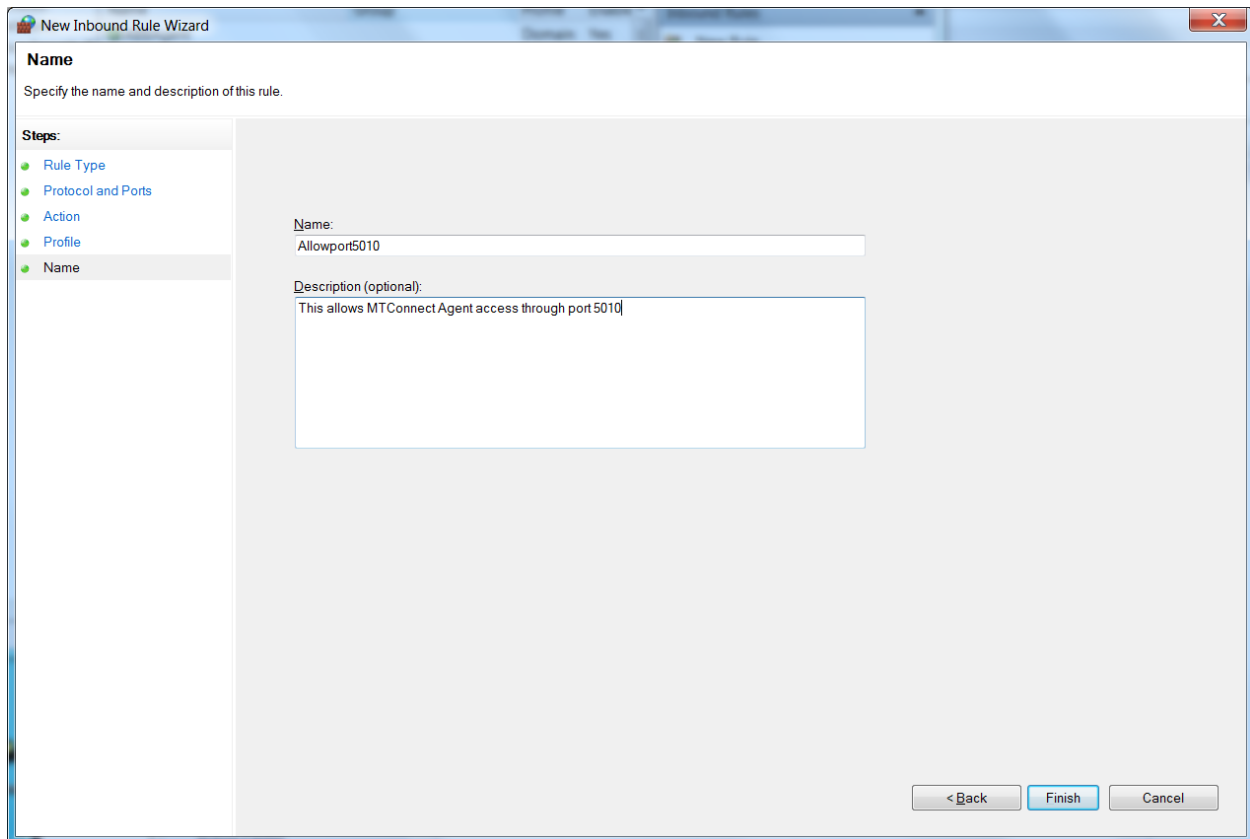 New Inbound Rule Wizard
Name
Specify the name and description of this rule.
Steps:
Rule Type
Protocol and Ports
Action
Profile
Name
Name:
Allowport5010
Description (optional):
This allows MTConnect Agent access through port 5010
< Back
Finish
Cancel